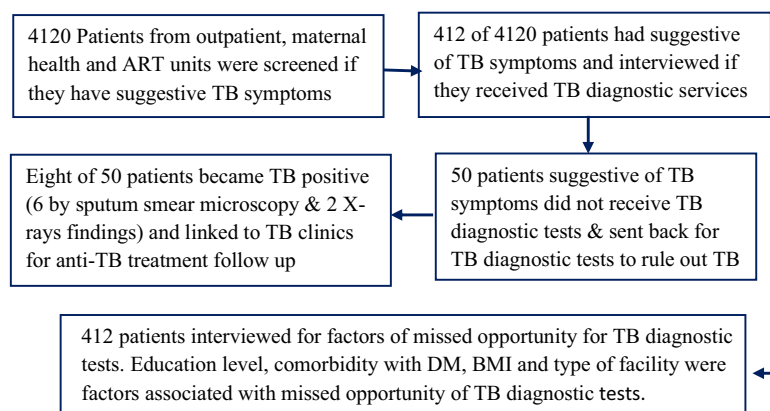 4120 Patients from outpatient, maternal
health and ART units were screened if
they have suggestive TB symptoms
412 of 4120 patients had suggestive
of TB symptoms and interviewed if
they received TB diagnostic services
50 patients suggestive of TB
symptoms did not receive TB
diagnostic tests & sent back for
TB diagnostic tests to rule out TB
Eight of 50 patients became TB positive
(6 by sputum smear microscopy & 2 X-
rays findings) and linked to TB clinics
for anti-TB treatment follow up
412 patients interviewed for factors of missed opportunity for TB diagnostic
tests. Education level, comorbidity with DM, BMI and type of facility were
factors associated with missed opportunity of TB diagnostic tests.